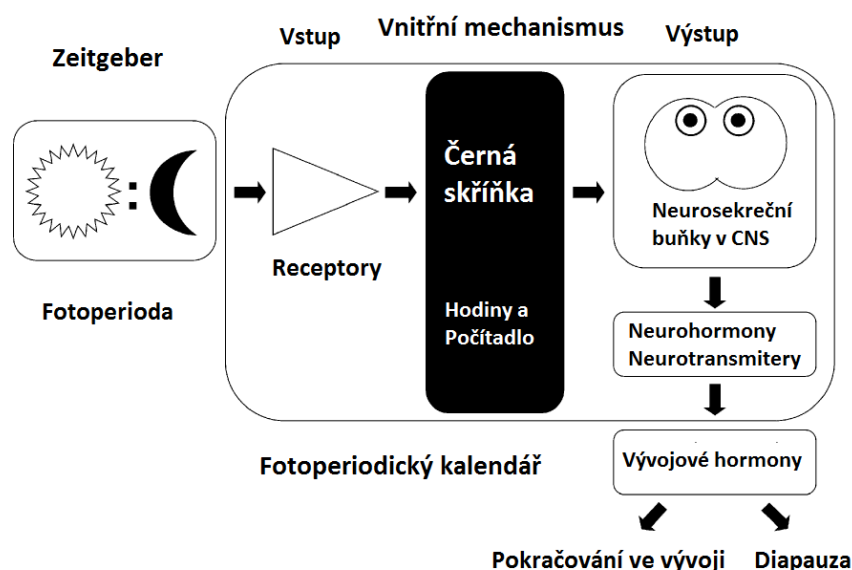 Zeitgeber
Vstup
Vnitřní mechanismus
Výstup
:
Fotoperioda
Receptory
Černá
skříňka
Hodiny a
Počítadlo
Neurosekreční
buňky v CNS
Neurohormony
Neurotransmitery
Fotoperiodický kalendář
Vývojové hormony
Pokračování ve vývoji
Diapauza